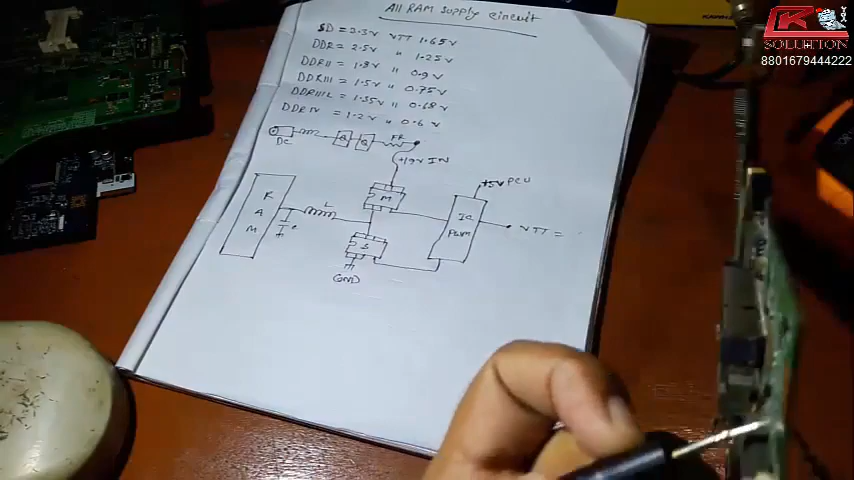 All RAM Supply circuit
SD = 3.3v VTT 1.65v
DDR = 2.5v " 1.25v
DDRII = 1.8v " 0.9v
DDRIII = 1.5v " 0.75v
DDRIIIL = 1.35v " 0.68v
DDRIV = 1.2v " 0.6v
DC
Q Q FR
+19v IN
+5v PCU
RAM
L
M
IC
PWM
VTT =
C
S
GND
K
SOLUTION
8801679444222